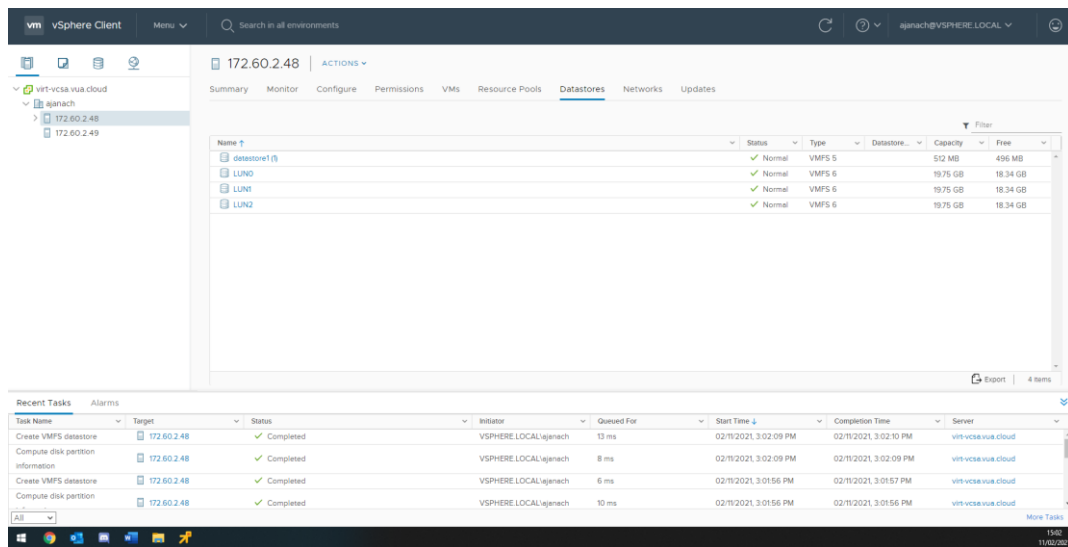 vm vSphere Client Menu Search in all environments ajanach@VSPHERE.LOCAL
172.60.2.48 ACTIONS
Summary Monitor Configure Permissions VMs Resource Pools Datastores Networks Updates
virt-vcsa.vua.cloud
ajanach
172.60.2.48
172.60.2.49
Filter
Name Status Type Datastore... Capacity Free
datastore1 (1) Normal VMFS 5 512 MB 496 MB
LUN0 Normal VMFS 6 19.75 GB 18.34 GB
LUN1 Normal VMFS 6 19.75 GB 18.34 GB
LUN2 Normal VMFS 6 19.75 GB 18.34 GB
Export 4 items
Recent Tasks Alarms
Task Name Target Status Initiator Queued For Start Time Completion Time Server
Create VMFS datastore 172.60.2.48 Completed VSPHERE.LOCAL\ajanach 13 ms 02/11/2021, 3:02:09 PM 02/11/2021, 3:02:10 PM virt-vcsa.vua.cloud
Compute disk partition
information 172.60.2.48 Completed VSPHERE.LOCAL\ajanach 8 ms 02/11/2021, 3:02:09 PM 02/11/2021, 3:02:09 PM virt-vcsa.vua.cloud
Create VMFS datastore 172.60.2.48 Completed VSPHERE.LOCAL\ajanach 6 ms 02/11/2021, 3:01:56 PM 02/11/2021, 3:01:57 PM virt-vcsa.vua.cloud
Compute disk partition
172.60.2.48 Completed VSPHERE.LOCAL\ajanach 10 ms 02/11/2021, 3:01:56 PM 02/11/2021, 3:01:56 PM virt-vcsa.vua.cloud
All More Tasks
15:02
11/02/202